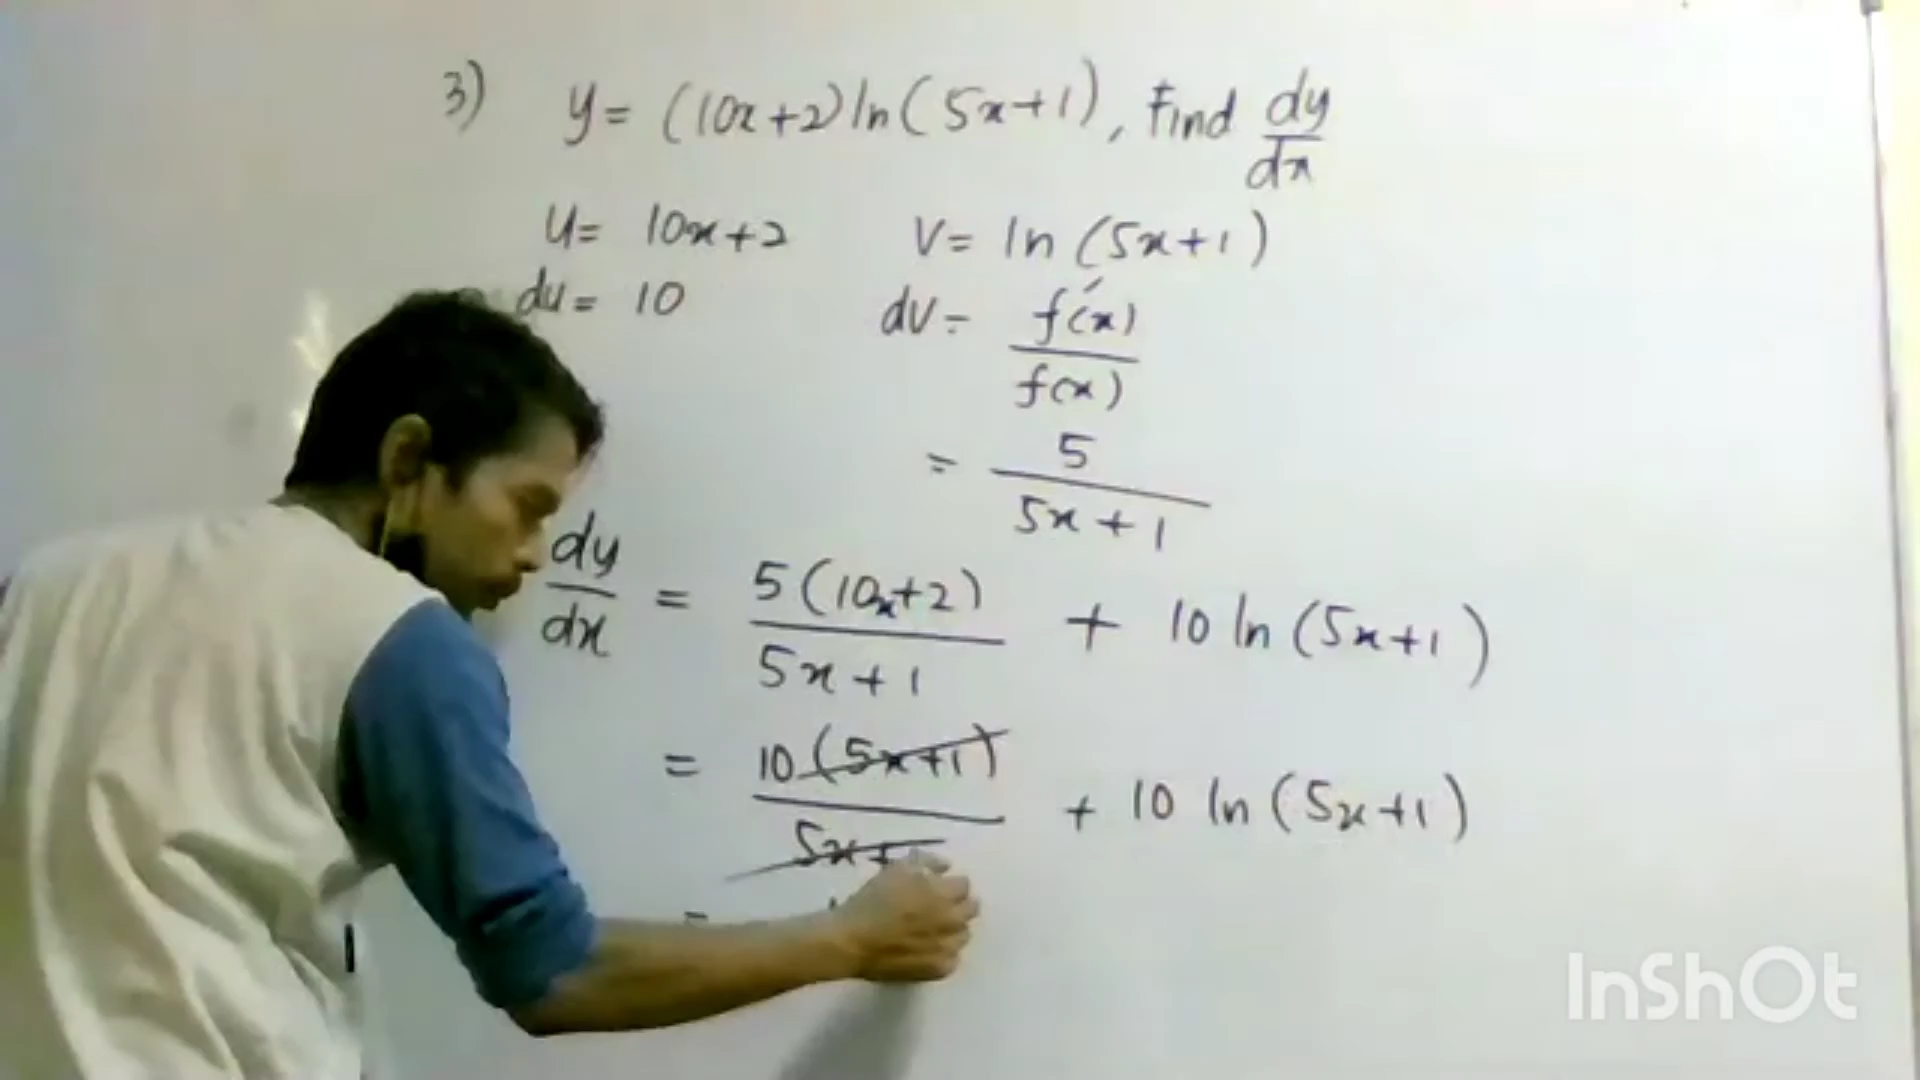 3) y = (10x+2) ln (5x+1), Find dy/dx
u = 10x+2 v = ln (5x+1)
du = 10 dv = f'(x)/f(x)
= 5/5x+1
dy/dx = 5(10x+2)/5x+1 + 10 ln (5x+1)
= 10(5x+1)/5x+1 + 10 ln (5x+1)
=
InShOt